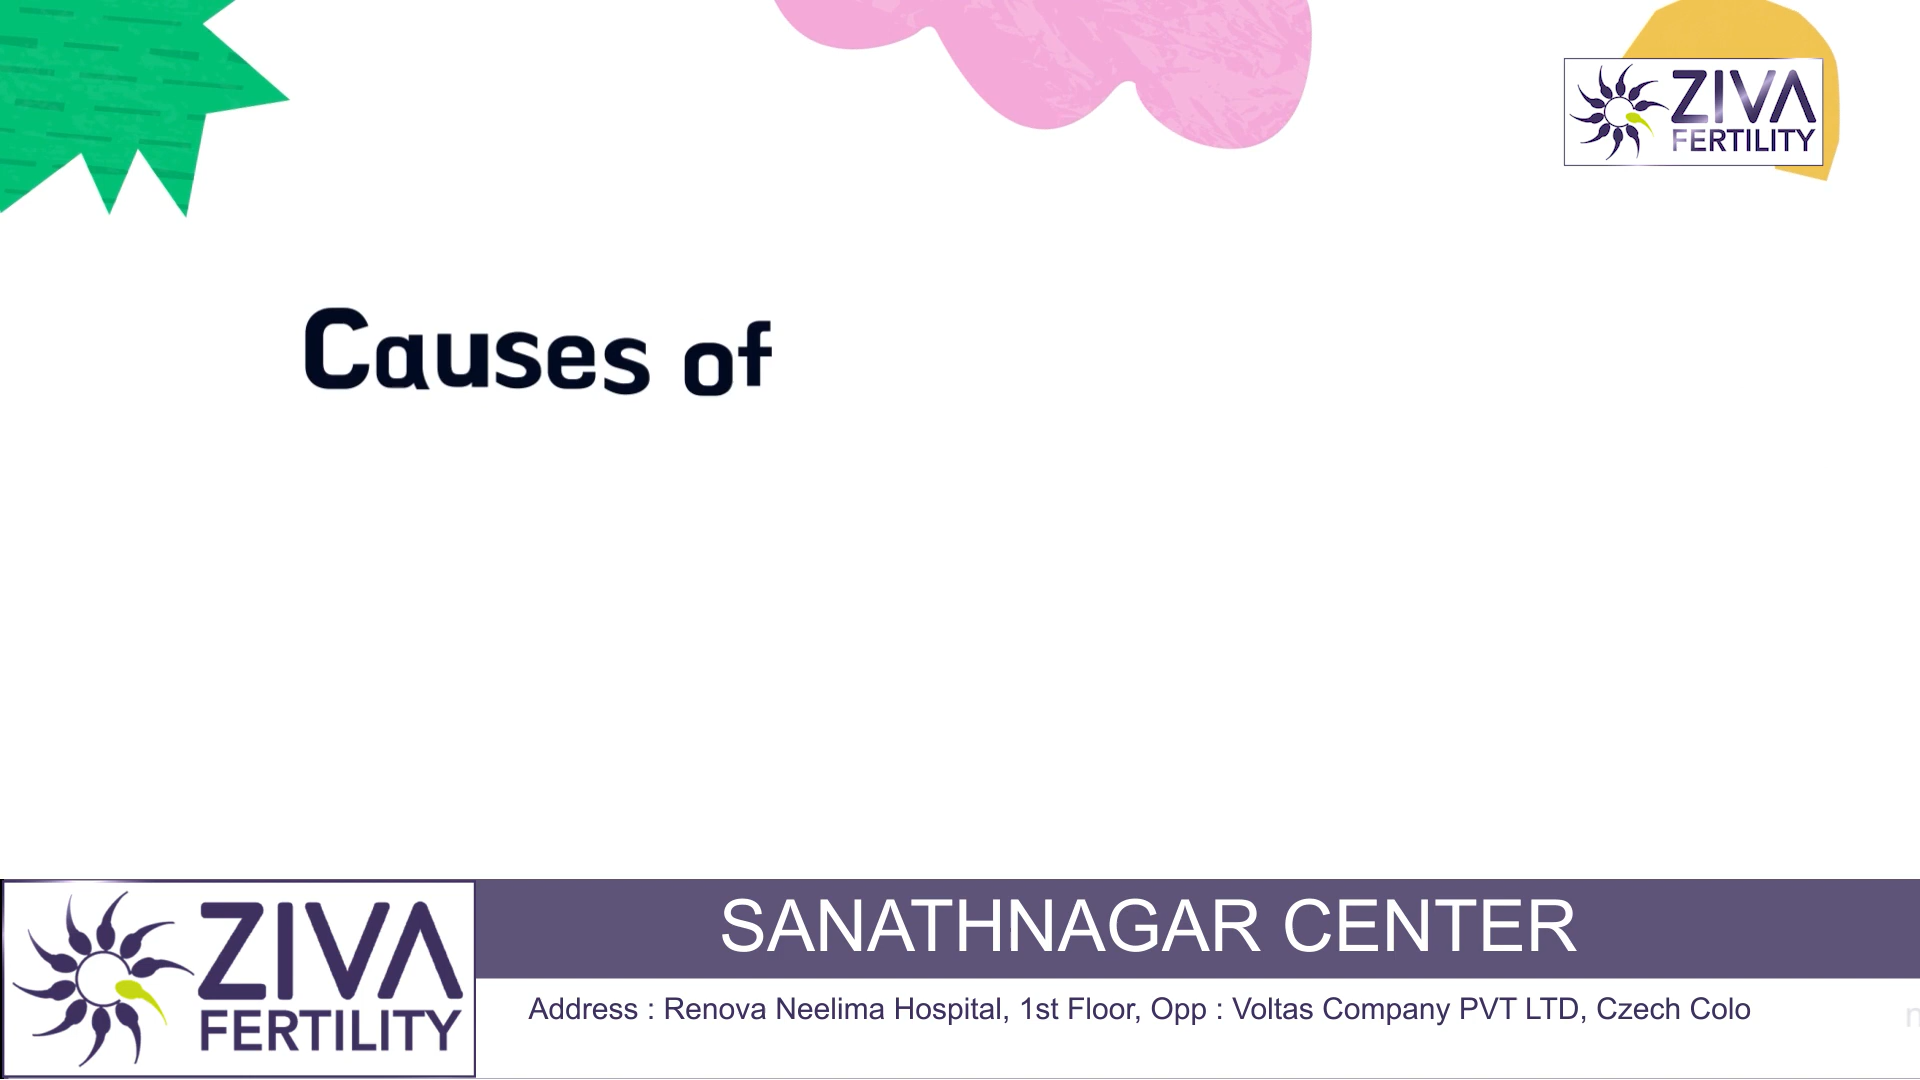 ZIVA
FERTILITY
Causes of
ZIVA
FERTILITY
SANATHNAGAR CENTER
Address : Renova Neelima Hospital, 1st Floor, Opp : Voltas Company PVT LTD, Czech Colo